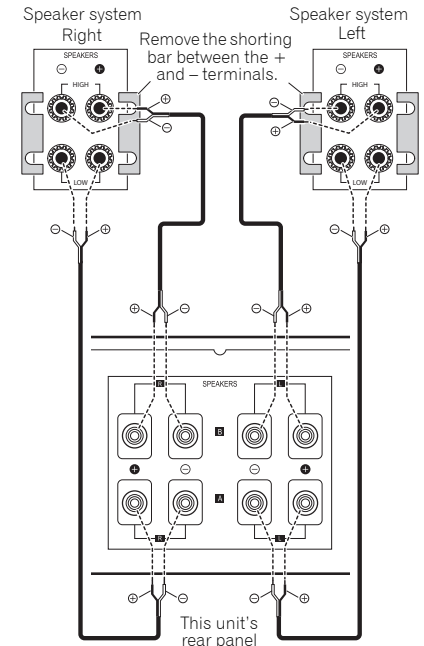 Speaker system
Right
Speaker system
Left
Remove the shorting
bar between the +
and – terminals.
SPEAKERS
⊖ ⊕
HIGH
LOW
SPEAKERS
⊖ ⊕
HIGH
LOW
⊕
⊖
⊖
⊕
⊖ ⊕
⊖ ⊕
⊕ ⊖
⊖ ⊕
R SPEAKERS L
B
⊕ ⊖ ⊖ ⊕
A
R L
⊕ ⊖
⊖ ⊕
This unit's
rear panel